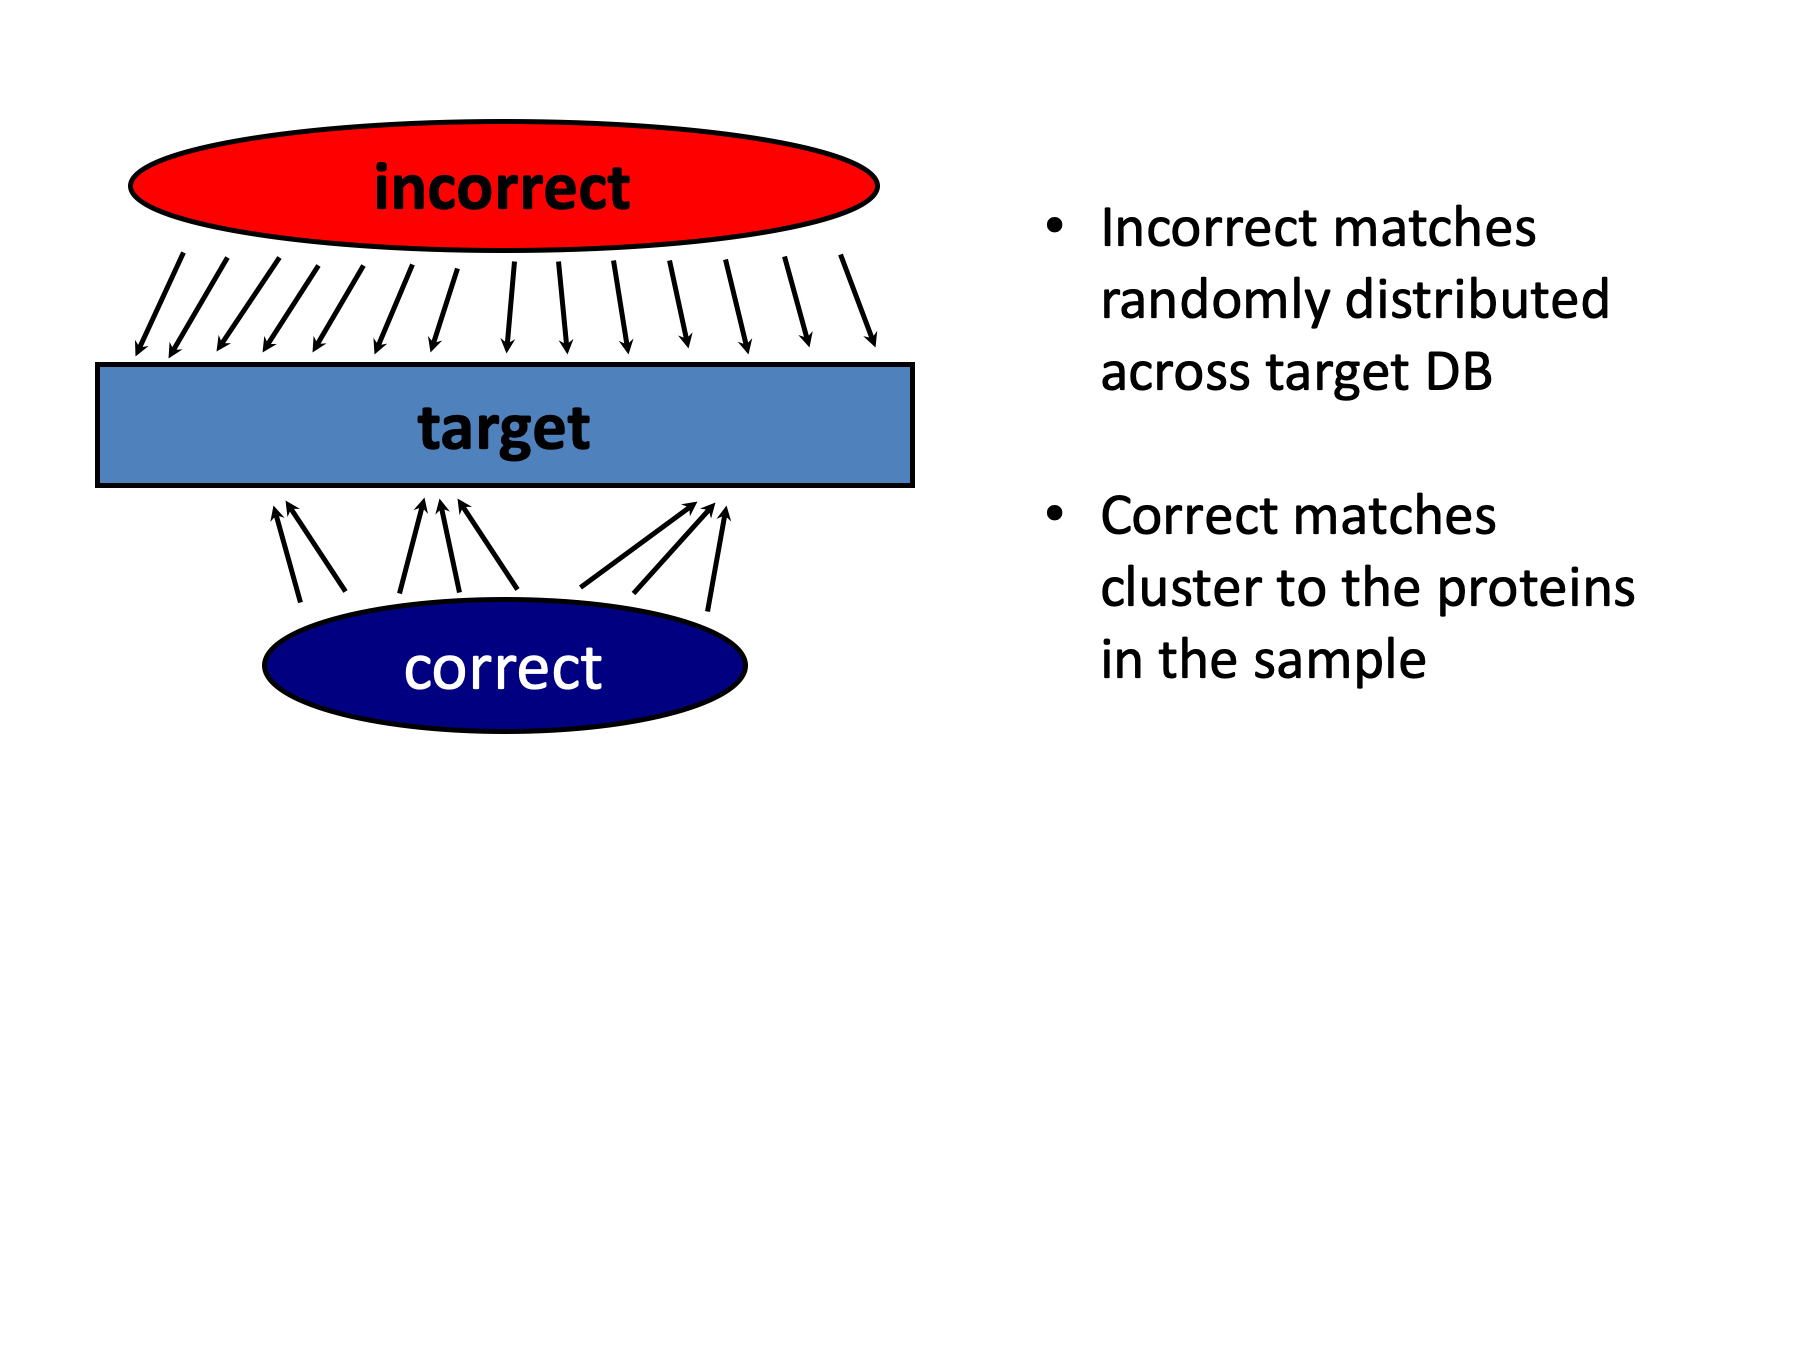 incorrect
target
correct
• Incorrect matches
randomly distributed
across target DB
• Correct matches
cluster to the proteins
in the sample